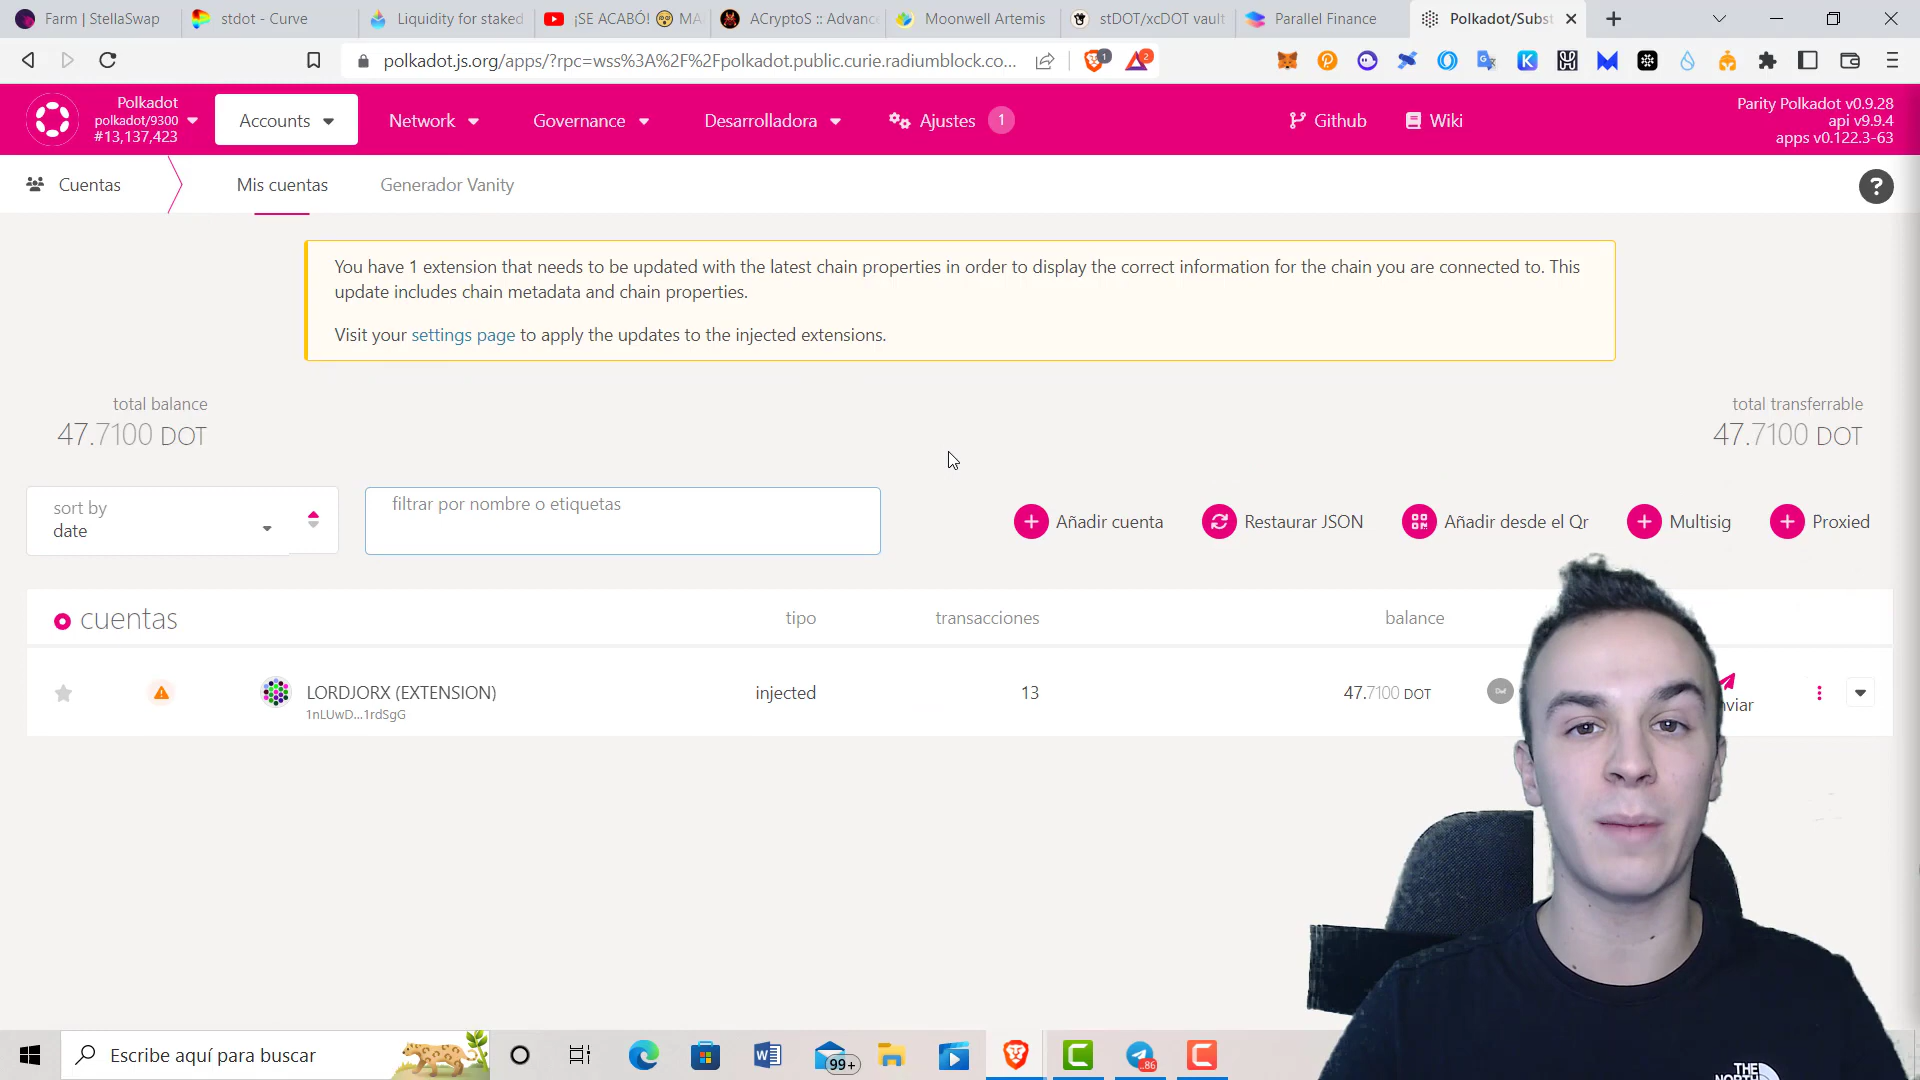 Farm | StellaSwap
stdot - Curve
Liquidity for staked
¡SE ACABÓ! 😨 MA
ACryptoS :: Advanc
Moonwell Artemis
stDOT/xcDOT vault
Parallel Finance
Polkadot/Subst
polkadot.js.org/apps/?rpc=wss%3A%2F%2Fpolkadot.public.curie.radiumblock.co...
1
2
Polkadot
polkadot/9300
#13,137,423
Accounts
Network
Governance
Desarrolladora
Ajustes
1
Github
Wiki
Parity Polkadot v0.9.28
api v9.9.4
apps v0.122.3-63
Cuentas
Mis cuentas
Generador Vanity
?
You have 1 extension that needs to be updated with the latest chain properties in order to display the correct information for the chain you are connected to. This
update includes chain metadata and chain properties.
Visit your settings page to apply the updates to the injected extensions.
total balance
47.7100 DOT
total transferrable
47.7100 DOT
sort by
date
filtrar por nombre o etiquetas
Añadir cuenta
Restaurar JSON
Añadir desde el Qr
Multisig
Proxied
cuentas
tipo
transacciones
balance
LORDJORX (EXTENSION)
1nLUwD...1rdSgG
injected
13
47.7100 DOT
nviar
THE
NORTH
Escribe aquí para buscar
99+
86